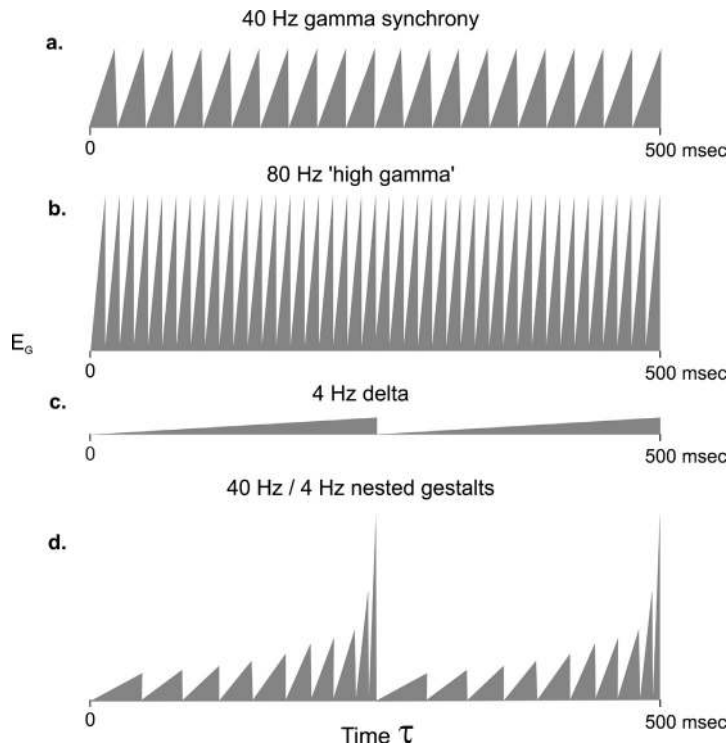 40 Hz gamma synchrony
a.
0
500 msec
80 Hz 'high gamma'
b.
E_G
0
500 msec
4 Hz delta
c.
0
500 msec
40 Hz / 4 Hz nested gestalts
d.
0
500 msec
Time τ